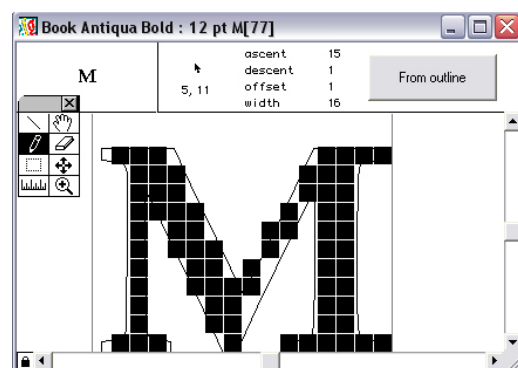 Book Antiqua Bold : 12 pt M[77]
M
5, 11
ascent 15
descent 1
offset 1
width 16
From outline